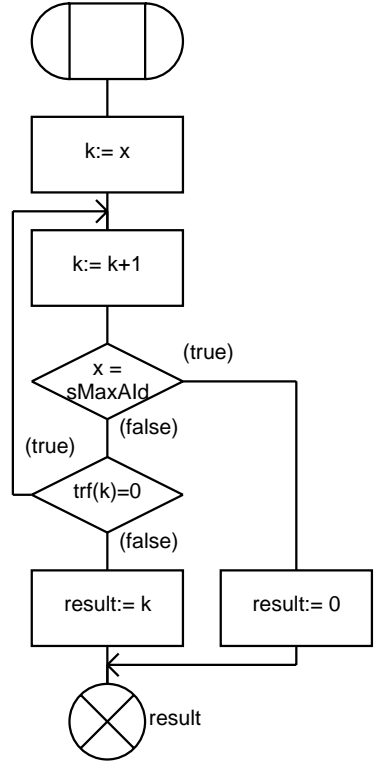 k:= x
k:= k+1
x =
sMaxAId
(true)
(false)
(true)
trf(k)=0
(false)
result:= k
result:= 0
result